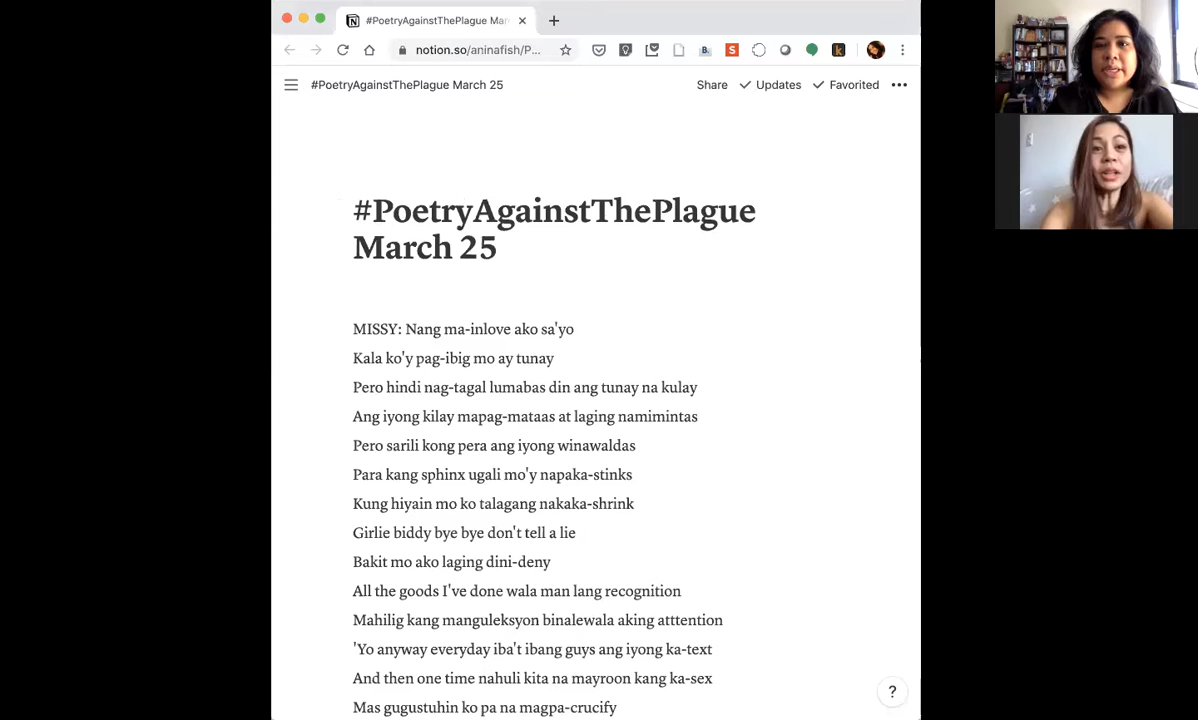 #PoetryAgainstThePlague Mar
notion.so/aninafish/P...
#PoetryAgainstThePlague March 25
Share
Updates
Favorited
#PoetryAgainstThePlague
March 25
MISSY: Nang ma-inlove ako sa'yo
Kala ko'y pag-ibig mo ay tunay
Pero hindi nag-tagal lumabas din ang tunay na kulay
Ang iyong kilay mapag-mataas at laging namimintas
Pero sarili kong pera ang iyong winawaldas
Para kang sphinx ugali mo'y napaka-stinks
Kung hiyain mo ko talagang nakaka-shrink
Girlie biddy bye bye don't tell a lie
Bakit mo ako laging dini-deny
All the goods I've done wala man lang recognition
Mahilig kang manguleksyon binalewala aking atttention
'Yo anyway everyday iba't ibang guys ang iyong ka-text
And then one time nahuli kita na mayroon kang ka-sex
Mas gugustuhin ko pa na magpa-crucify
?